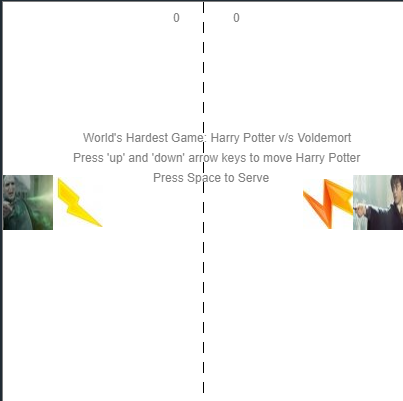 0 0
World's Hardest Game: Harry Potter v/s Voldemort
Press 'up' and 'down' arrow keys to move Harry Potter
Press Space to Serve